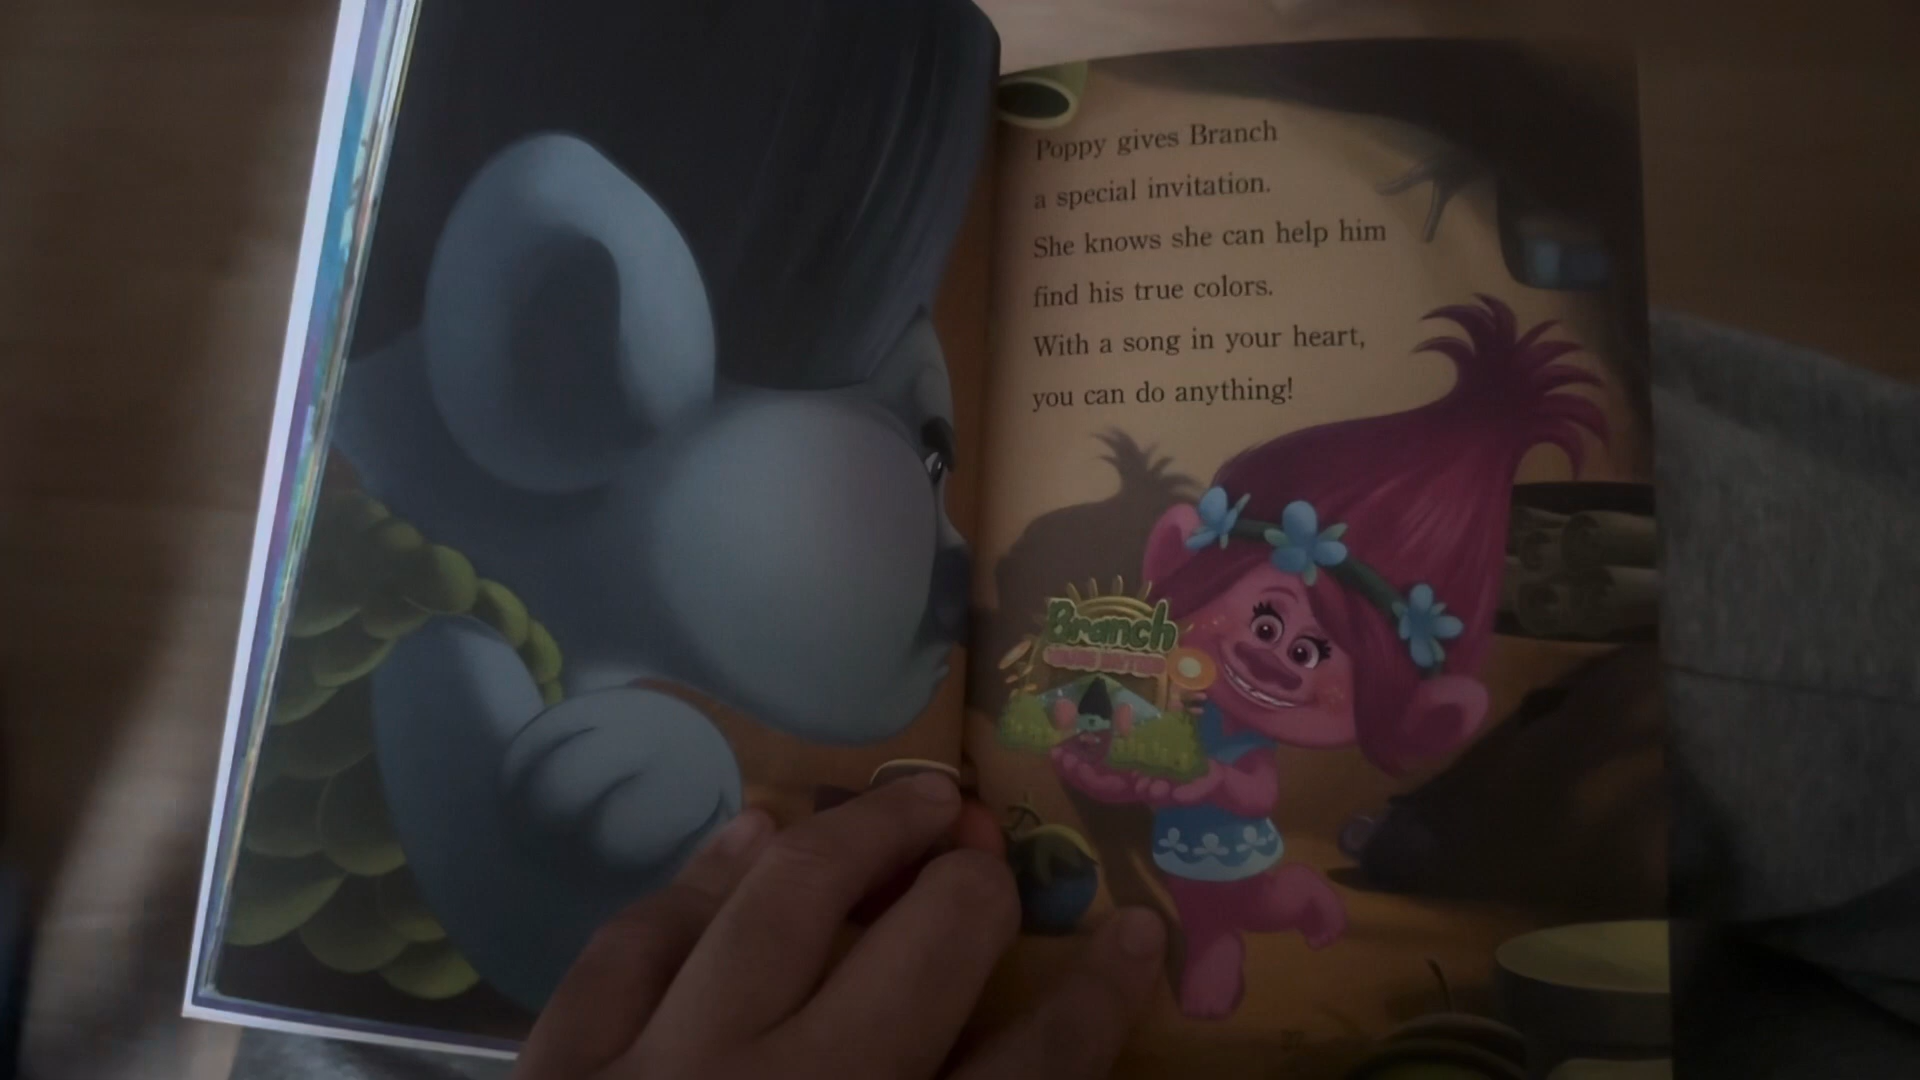 Poppy gives Branch
a special invitation.
She knows she can help him
find his true colors.
With a song in your heart,
you can do anything!
Branch